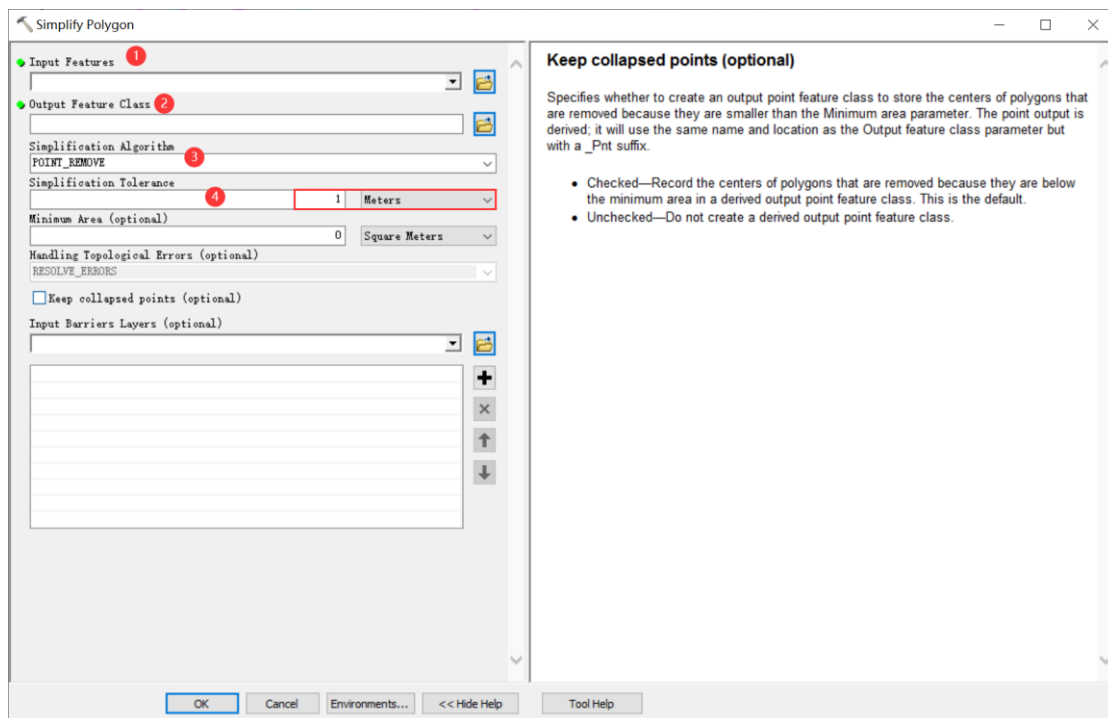 Simplify Polygon
Input Features 1
Output Feature Class 2
Simplification Algorithm 3
POINT_REMOVE
Simplification Tolerance
4 1 Meters
Minimum Area (optional)
0 Square Meters
Handling Topological Errors (optional)
RESOLVE_ERRORS
Keep collapsed points (optional)
Input Barriers Layers (optional)
OK Cancel Environments... << Hide Help Tool Help
Keep collapsed points (optional)
Specifies whether to create an output point feature class to store the centers of polygons that
are removed because they are smaller than the Minimum area parameter. The point output is
derived; it will use the same name and location as the Output feature class parameter but
with a _Pnt suffix.
• Checked—Record the centers of polygons that are removed because they are below
the minimum area in a derived output point feature class. This is the default.
• Unchecked—Do not create a derived output point feature class.